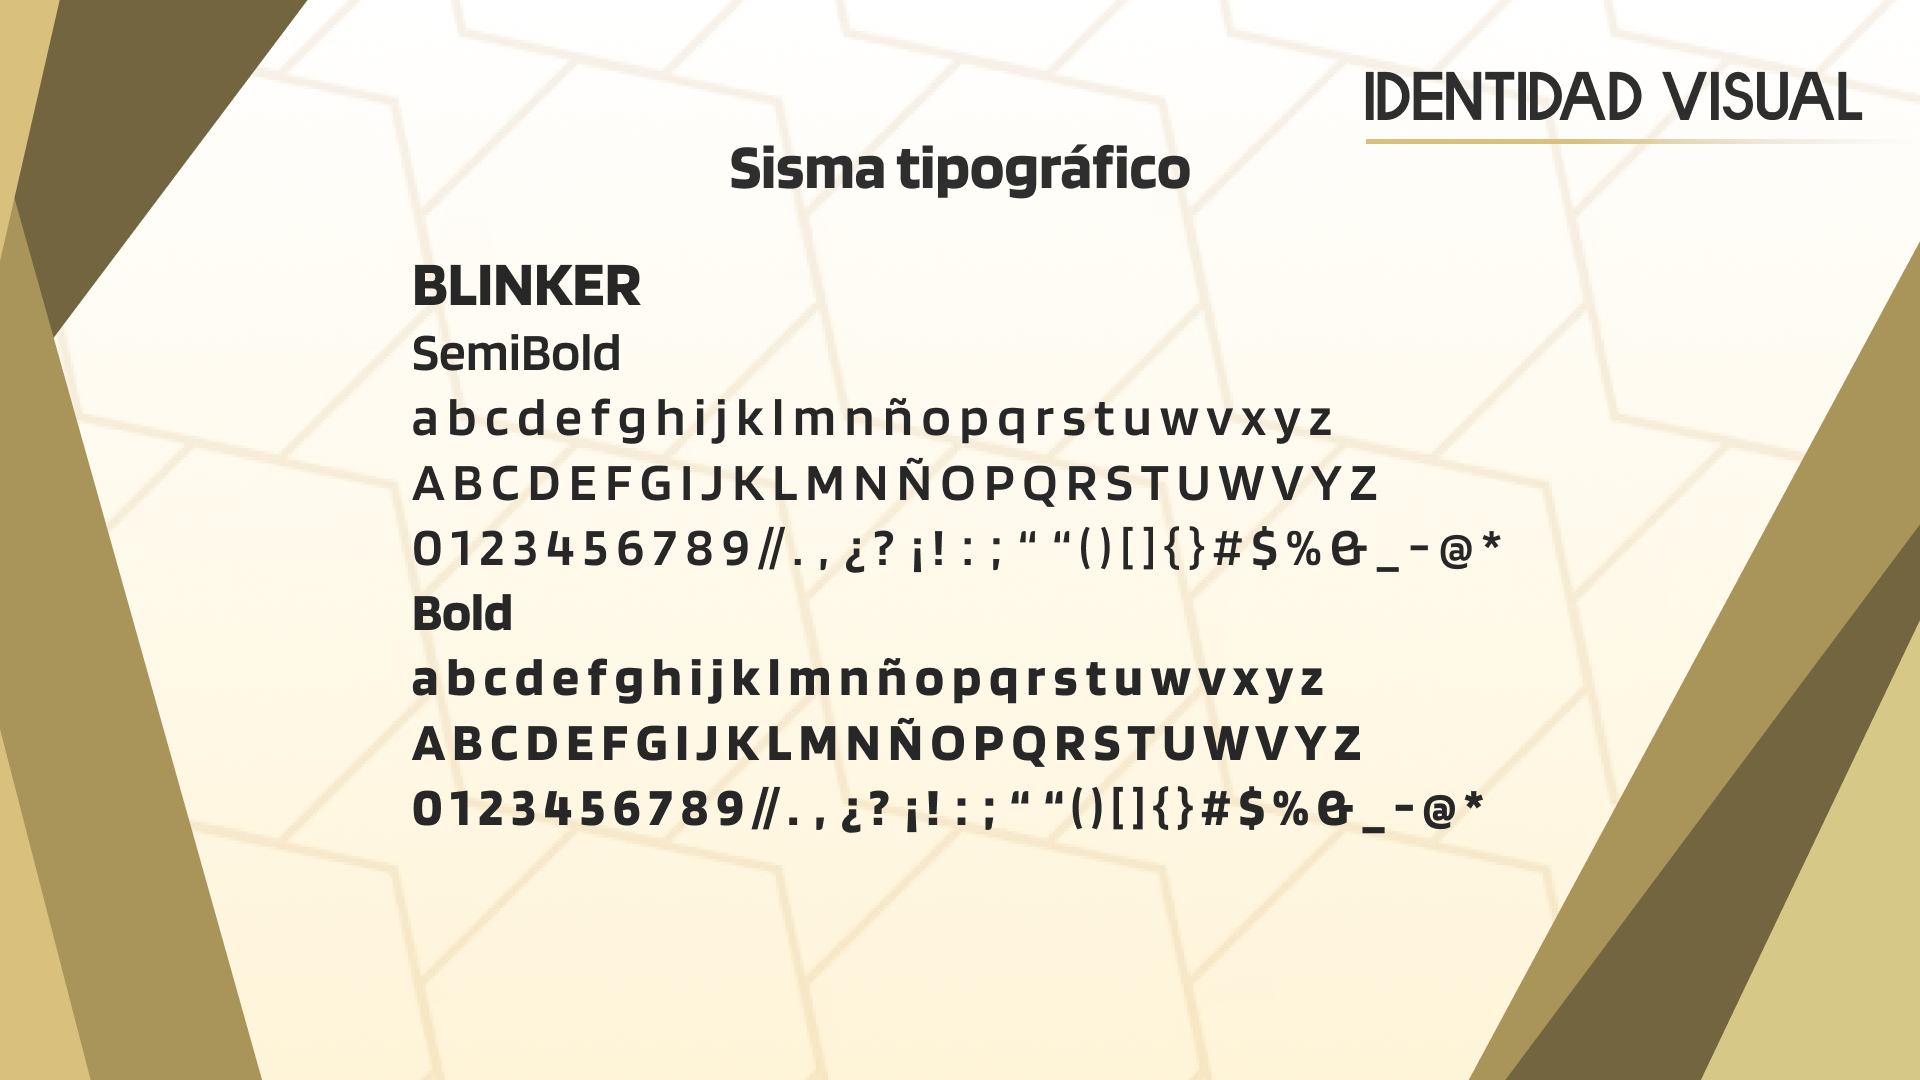 IDENTIDAD VISUAL
Sisma tipográfico
BLINKER
SemiBold
a b c d e f g h i j k l m n ñ o p q r s t u w v x y z
A B C D E F G I J K L M N Ñ O P Q R S T U W V Y Z
0 1 2 3 4 5 6 7 8 9 // . , ¿ ? ¡ ! : ; “ “ ( ) [ ] { } # $ % & _ - @ *
Bold
a b c d e f g h i j k l m n ñ o p q r s t u w v x y z
A B C D E F G I J K L M N Ñ O P Q R S T U W V Y Z
0 1 2 3 4 5 6 7 8 9 // . , ¿ ? ¡ ! : ; “ “ ( ) [ ] { } # $ % & _ - @ *